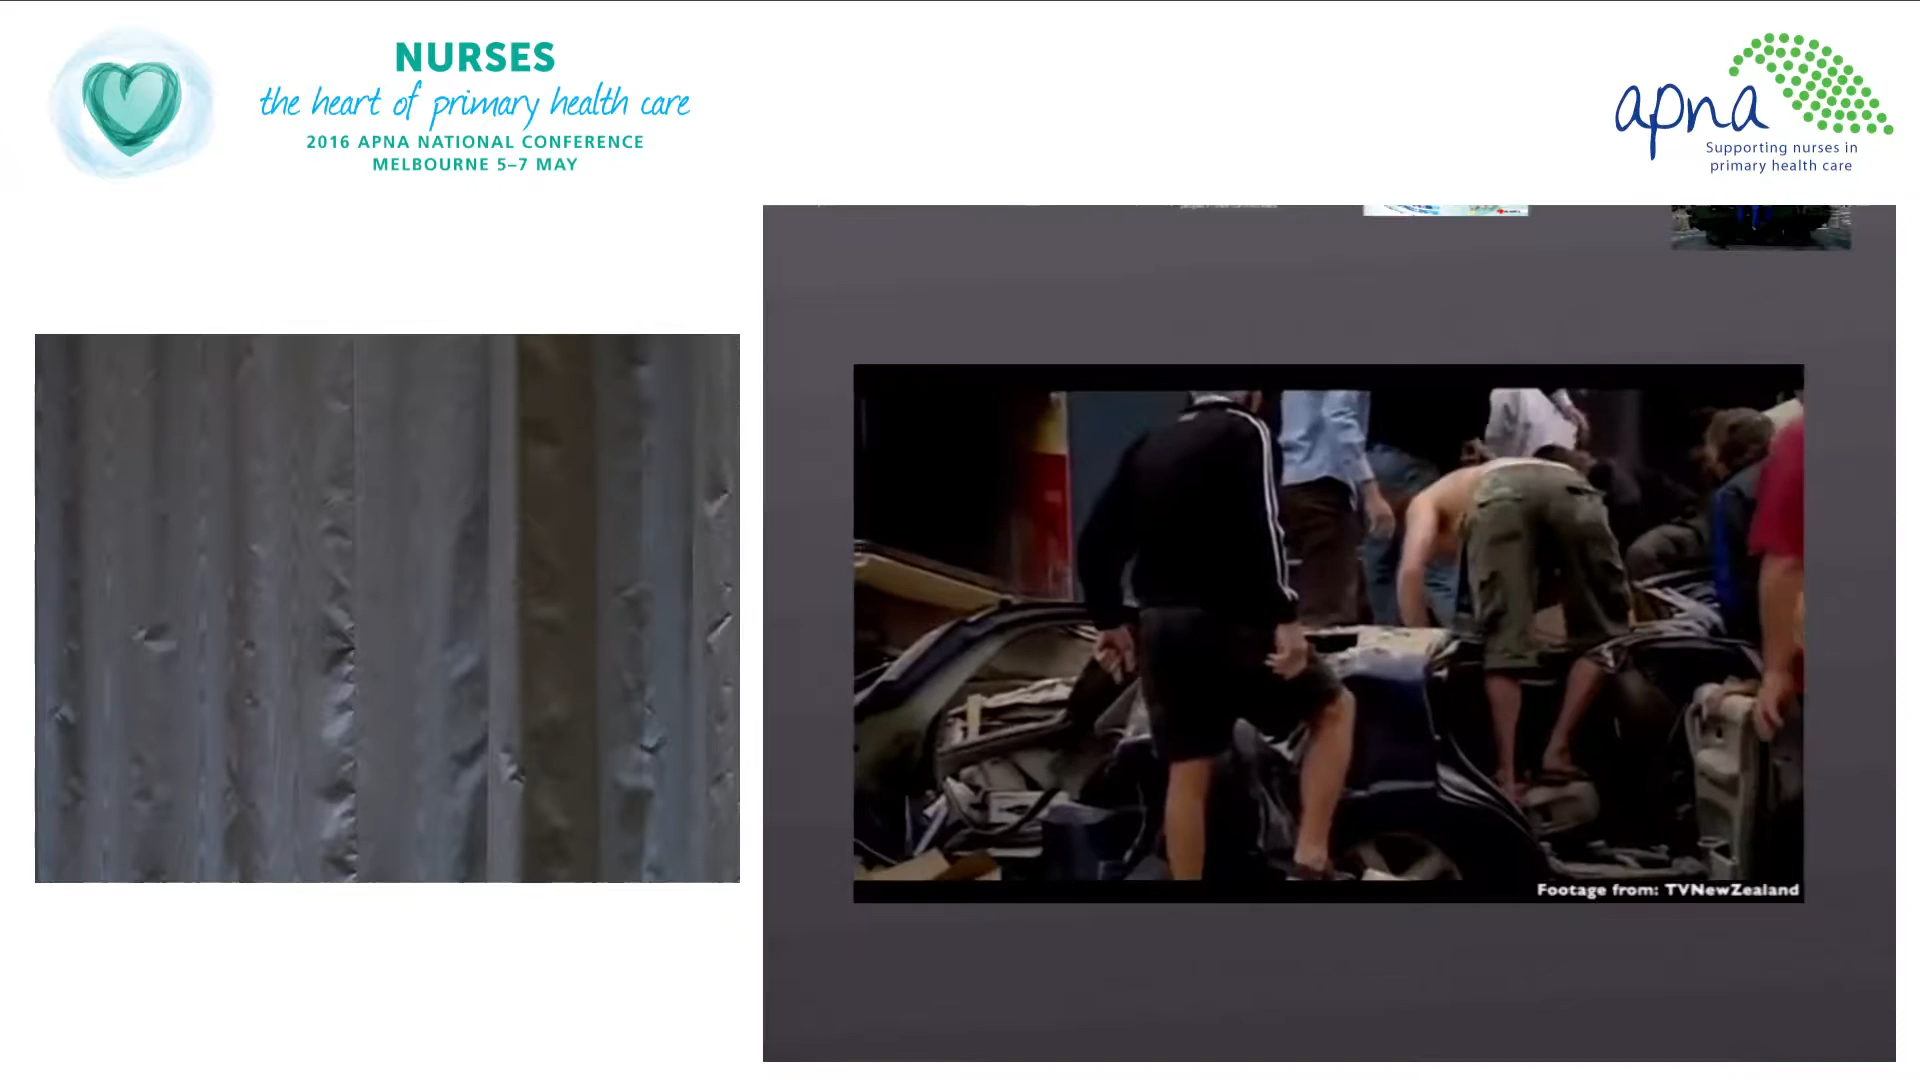 NURSES
the heart of primary health care
2016 APNA NATIONAL CONFERENCE
MELBOURNE 5–7 MAY
apna
Supporting nurses in
primary health care
Footage from: TVNewZealand